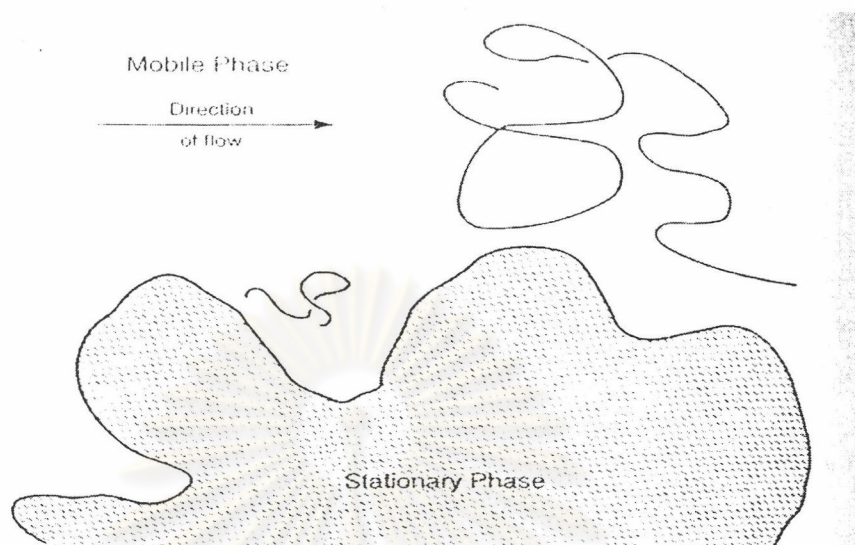 Mobile Phase
Direction
of flow
Stationary Phase